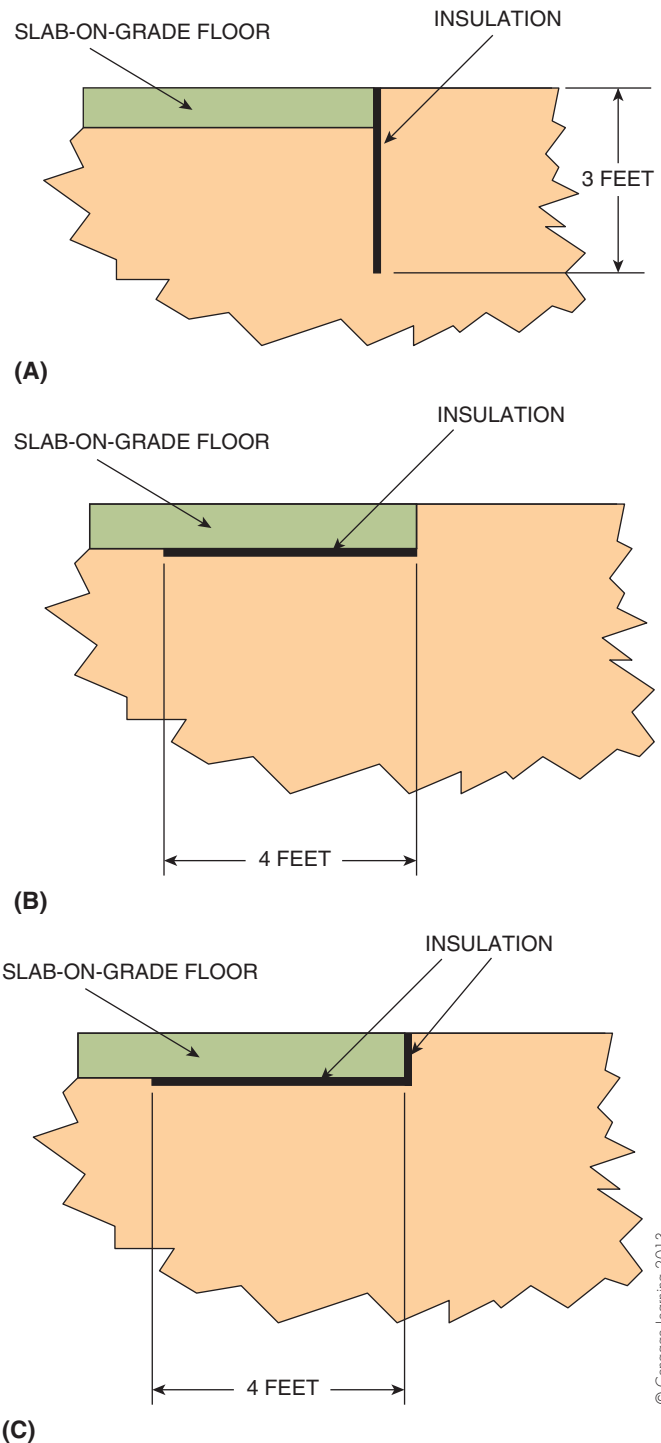 SLAB-ON-GRADE FLOOR
INSULATION
3 FEET
(A)
SLAB-ON-GRADE FLOOR
INSULATION
4 FEET
(B)
SLAB-ON-GRADE FLOOR
INSULATION
4 FEET
(C)
© Cengage Learning 2013